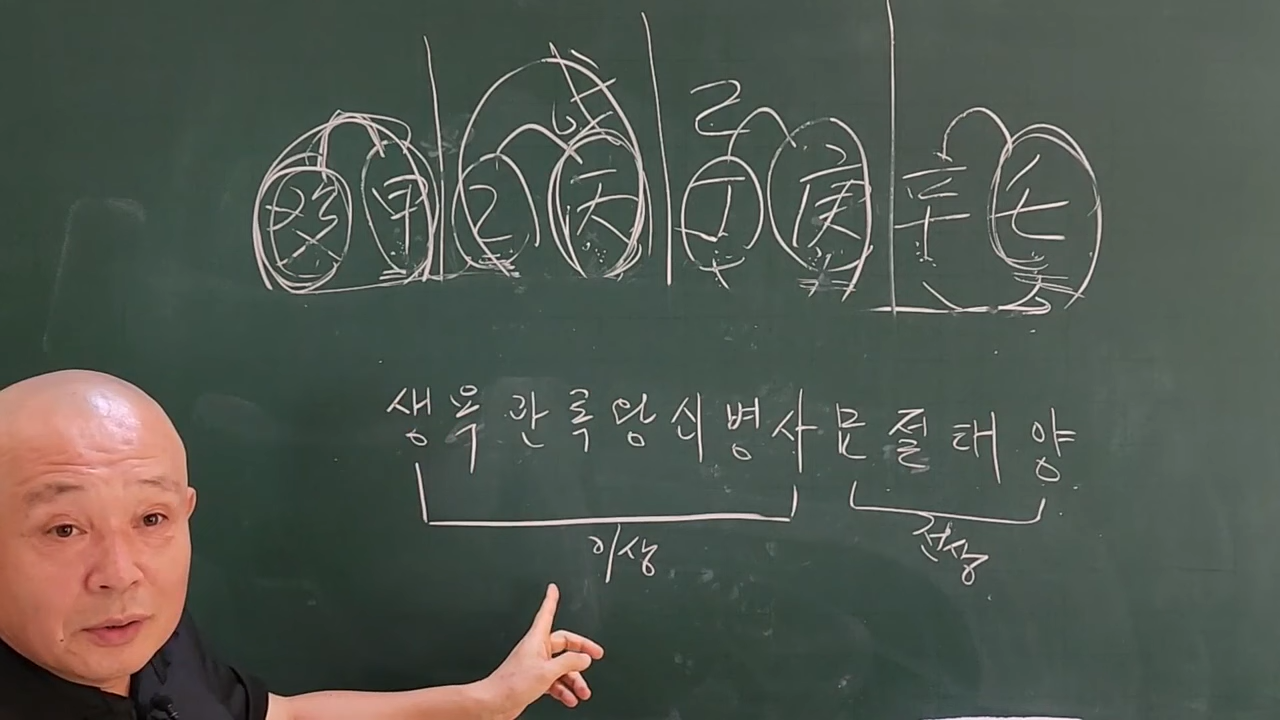 己
癸 甲 乙 丙 丁 庚 辛 壬
생 욕 관 록 왕 쇠 병 사 묘 절 태 양
이생 전생